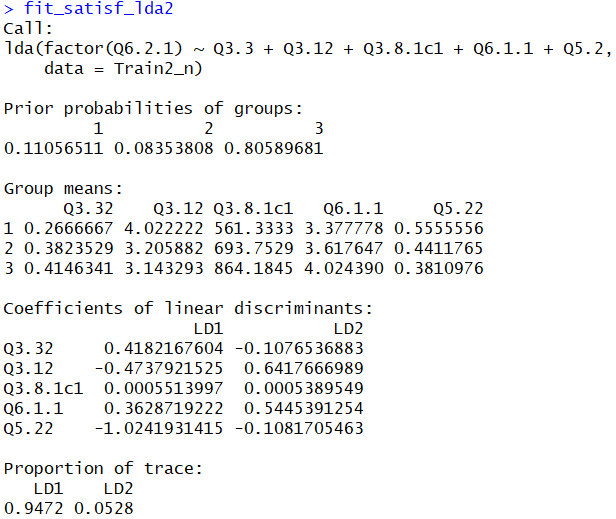 > fit_satisf_lda2
Call:
lda(factor(Q6.2.1) ~ Q3.3 + Q3.12 + Q3.8.1c1 + Q6.1.1 + Q5.2,
    data = Train2_n)
Prior probabilities of groups:
         1          2          3
0.11056511 0.08353808 0.80589681
Group means:
      Q3.32    Q3.12 Q3.8.1c1   Q6.1.1     Q5.22
1 0.2666667 4.022222 561.3333 3.377778 0.5555556
2 0.3823529 3.205882 693.7529 3.617647 0.4411765
3 0.4146341 3.143293 864.1845 4.024390 0.3810976
Coefficients of linear discriminants:
                   LD1           LD2
Q3.32     0.4182167604 -0.1076536883
Q3.12    -0.4737921525  0.6417669989
Q3.8.1c1  0.0005513997  0.0005389549
Q6.1.1    0.3628719222  0.5445391254
Q5.22    -1.0241931415 -0.1081705463
Proportion of trace:
   LD1    LD2
0.9472 0.0528